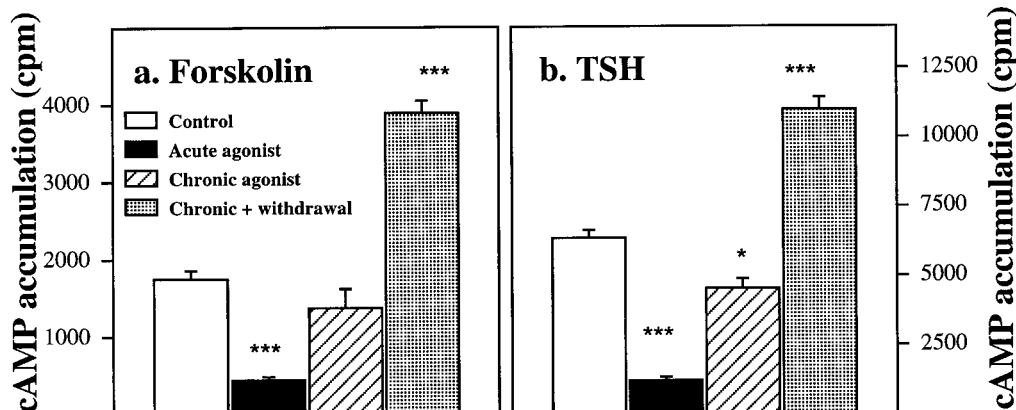 cAMP accumulation (cpm)
4000
3000
2000
1000
a. Forskolin
***
Control
Acute agonist
Chronic agonist
Chronic + withdrawal
***
b. TSH
***
*
***
12500
10000
7500
5000
2500
cAMP accumulation (cpm)